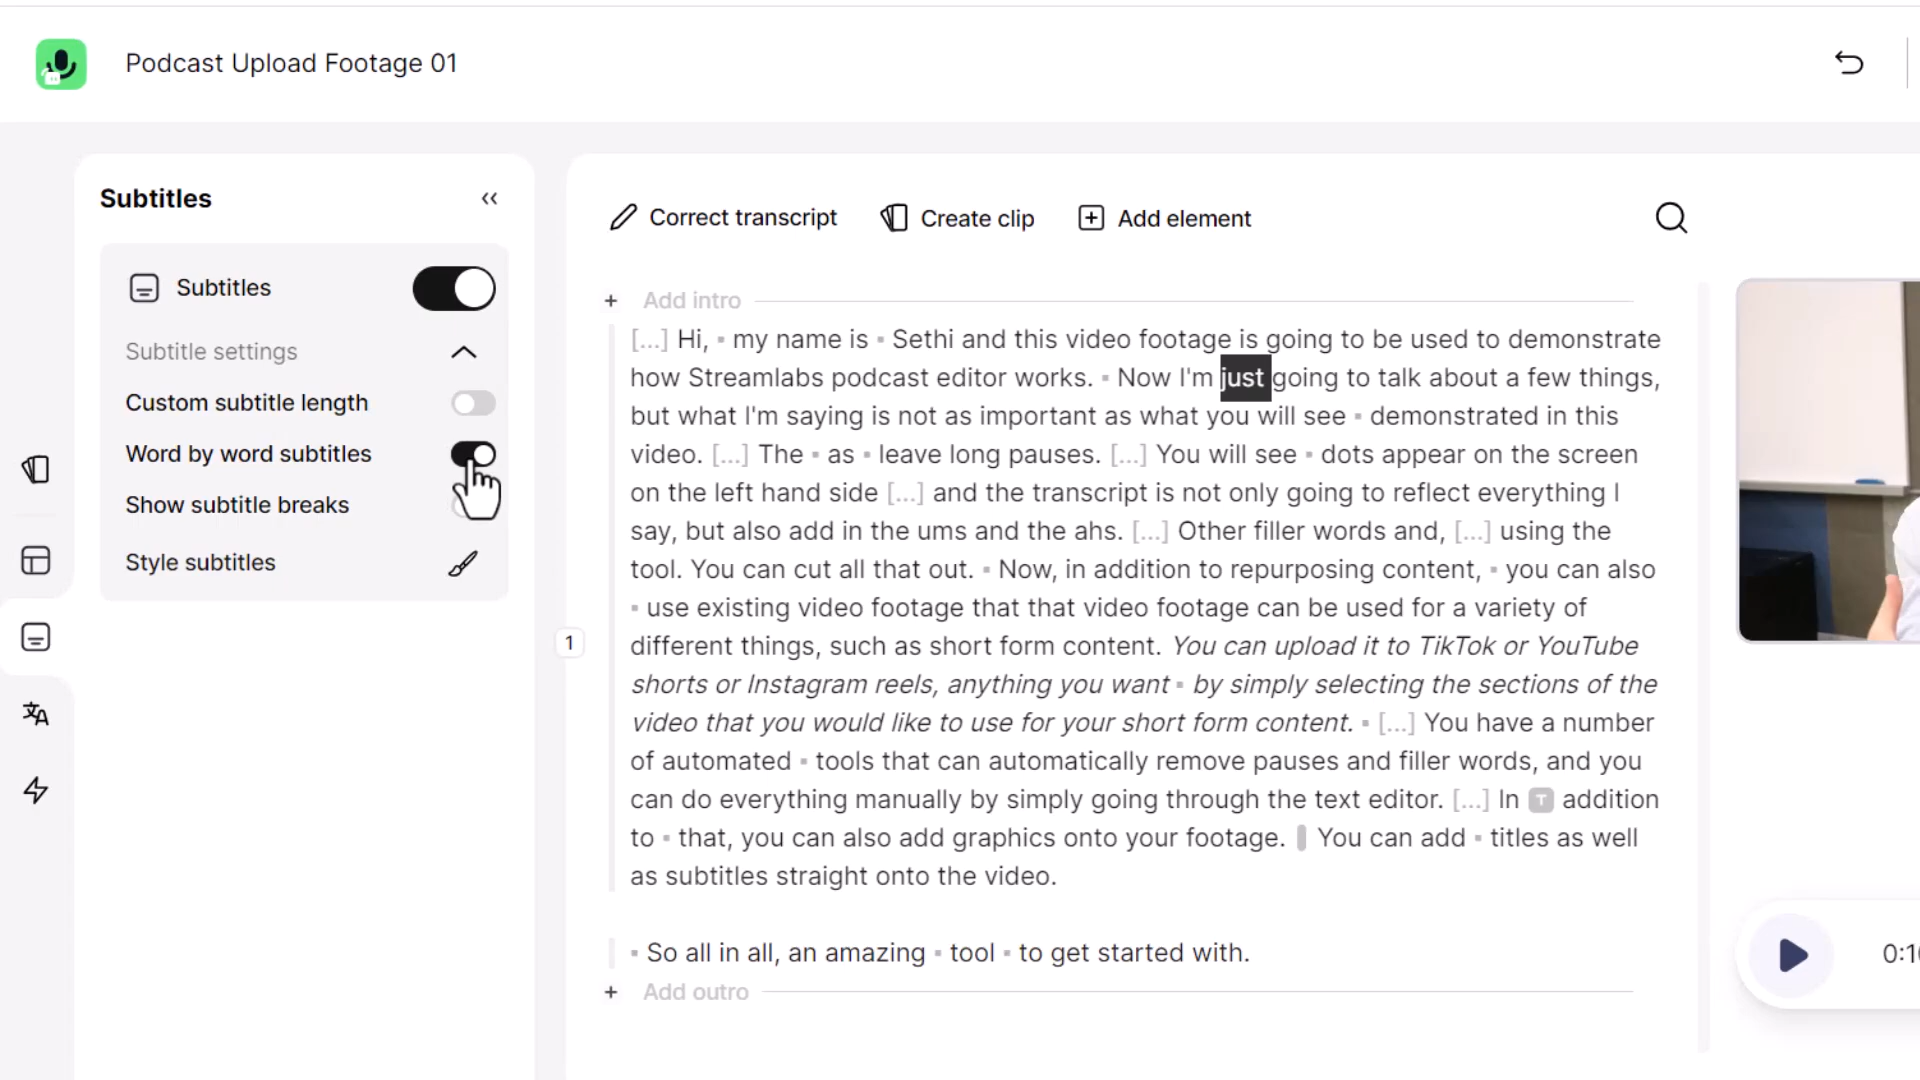 Podcast Upload Footage 01
Subtitles
Subtitles
Subtitle settings
Custom subtitle length
Word by word subtitles
Show subtitle breaks
Style subtitles
Correct transcript
Create clip
Add element
+ Add intro
[...] Hi, ▪ my name is ▪ Sethi and this video footage is going to be used to demonstrate
how Streamlabs podcast editor works. ▪ Now I'm just going to talk about a few things,
but what I'm saying is not as important as what you will see ▪ demonstrated in this
video. [...] The ▪ as ▪ leave long pauses. [...] You will see ▪ dots appear on the screen
on the left hand side [...] and the transcript is not only going to reflect everything I
say, but also add in the ums and the ahs. [...] Other filler words and, [...] using the
tool. You can cut all that out. ▪ Now, in addition to repurposing content, ▪ you can also
▪ use existing video footage that that video footage can be used for a variety of
1
different things, such as short form content. You can upload it to TikTok or YouTube
shorts or Instagram reels, anything you want ▪ by simply selecting the sections of the
video that you would like to use for your short form content. ▪ [...] You have a number
of automated ▪ tools that can automatically remove pauses and filler words, and you
can do everything manually by simply going through the text editor. [...] In T addition
to ▪ that, you can also add graphics onto your footage. You can add ▪ titles as well
as subtitles straight onto the video.
▪ So all in all, an amazing ▪ tool ▪ to get started with.
+ Add outro